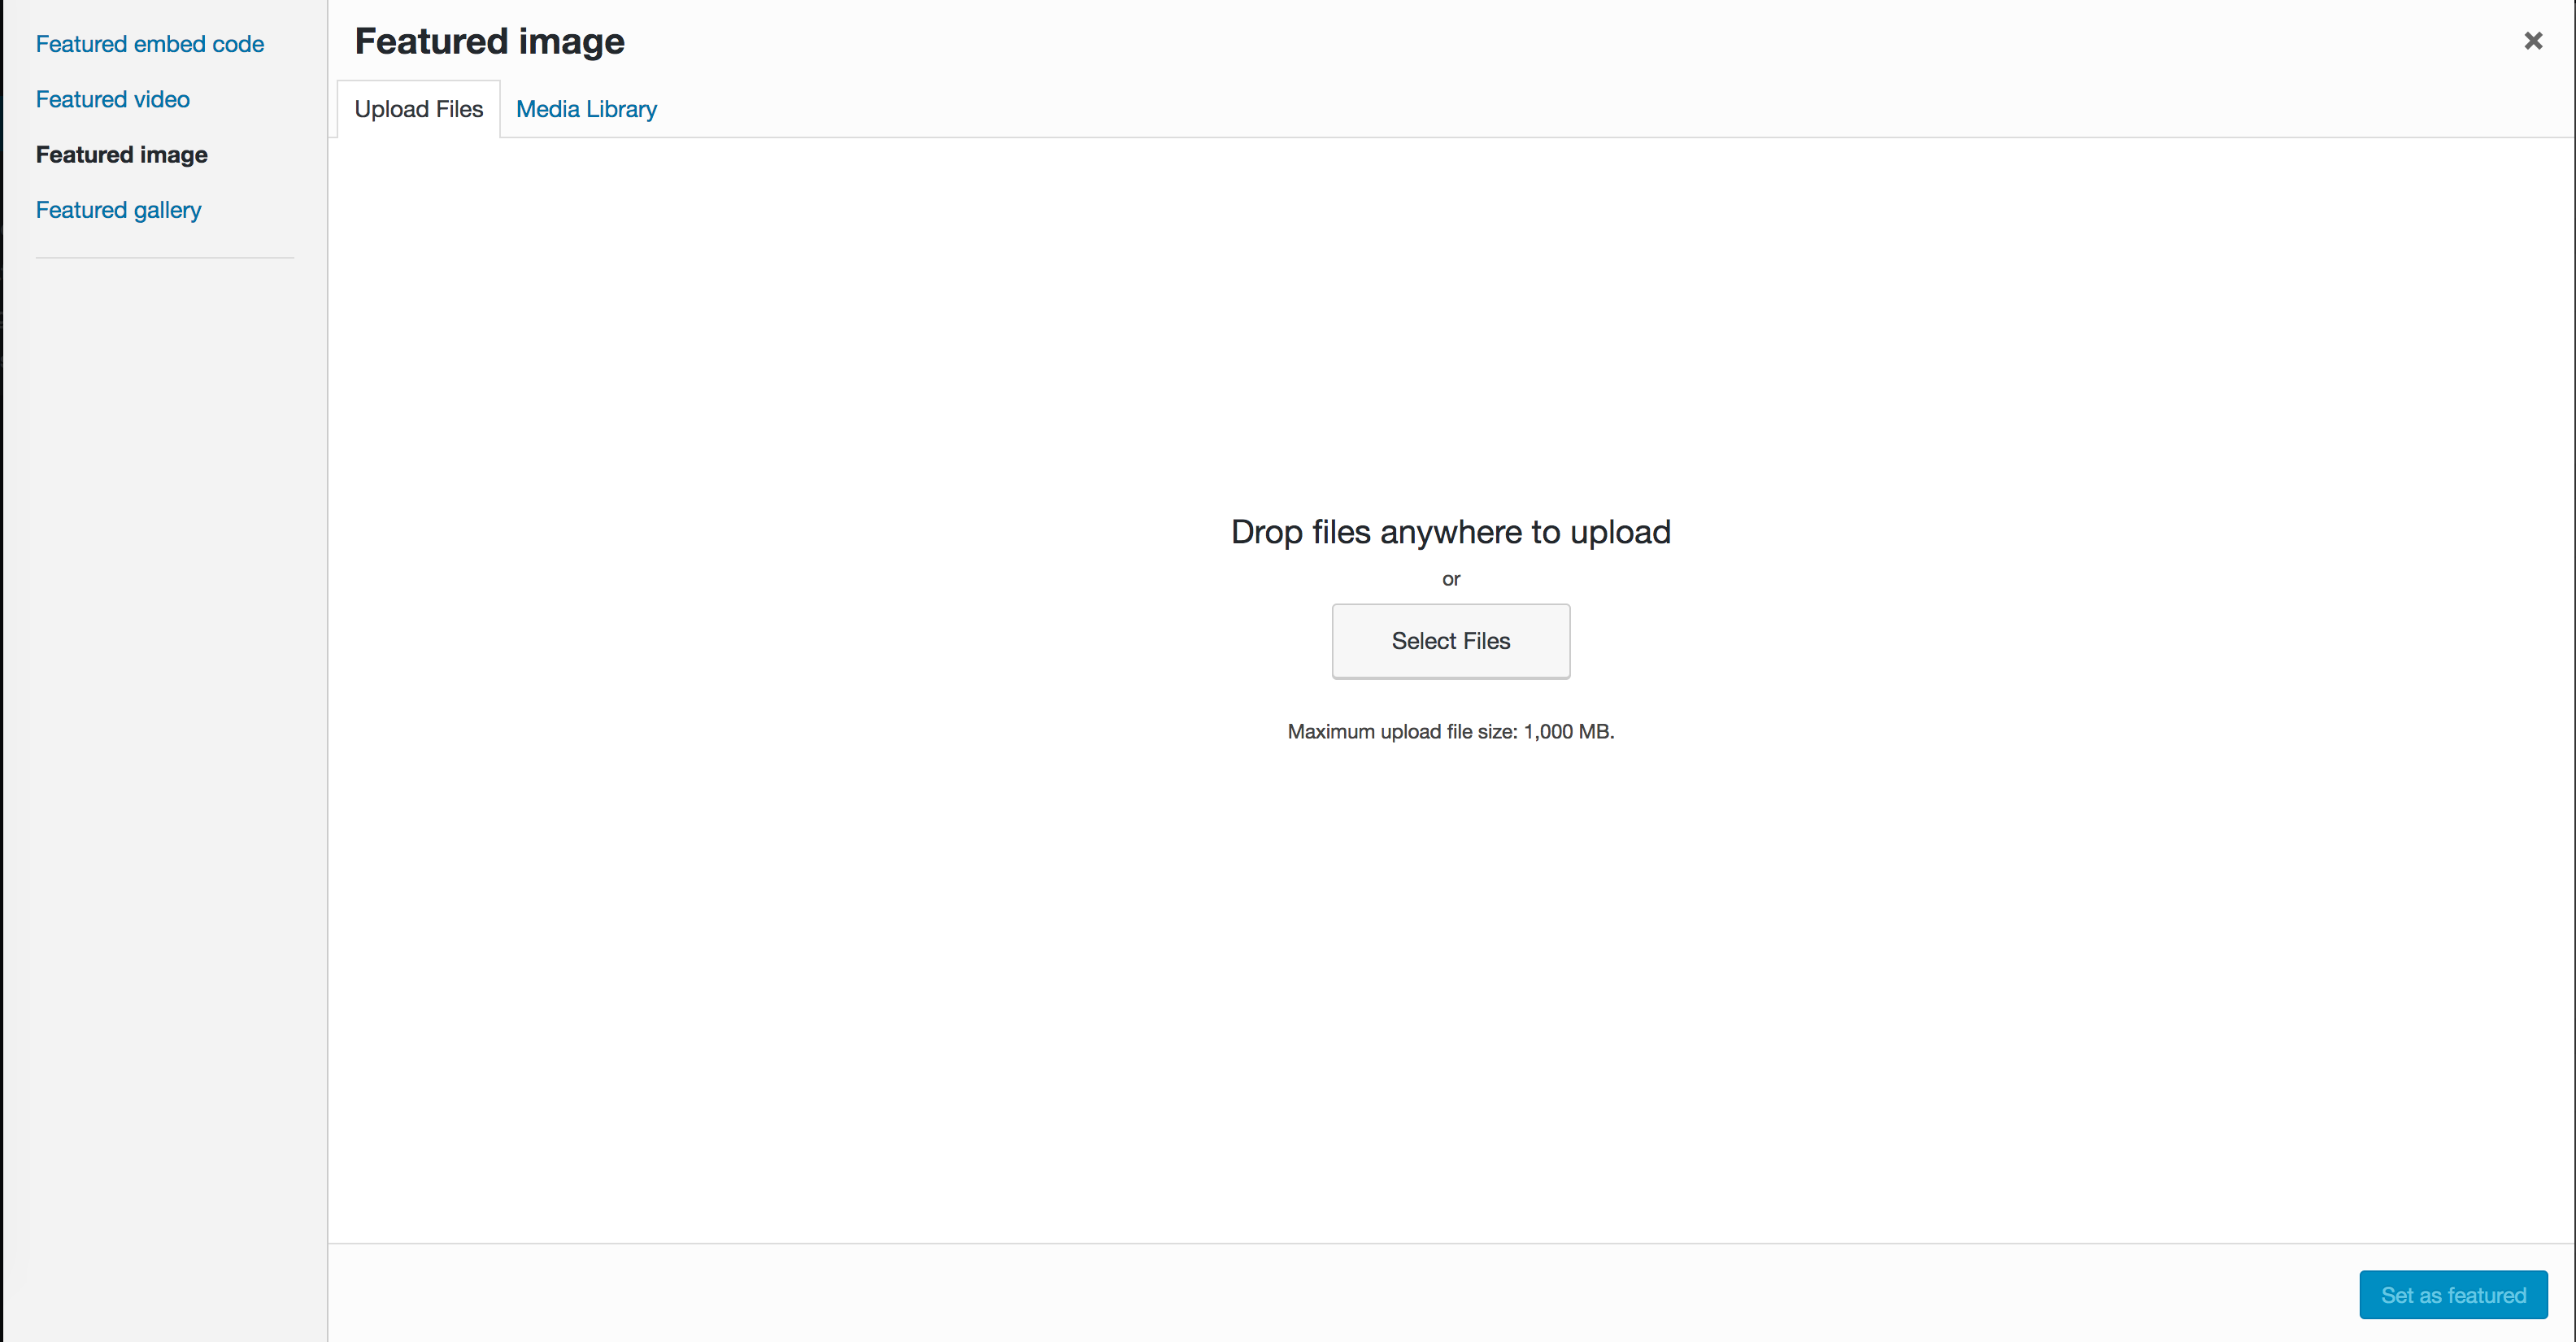 Featured embed code
Featured video
Featured image
Featured gallery
Featured image
Upload Files
Media Library
Drop files anywhere to upload
or
Select Files
Maximum upload file size: 1,000 MB.
Set as featured